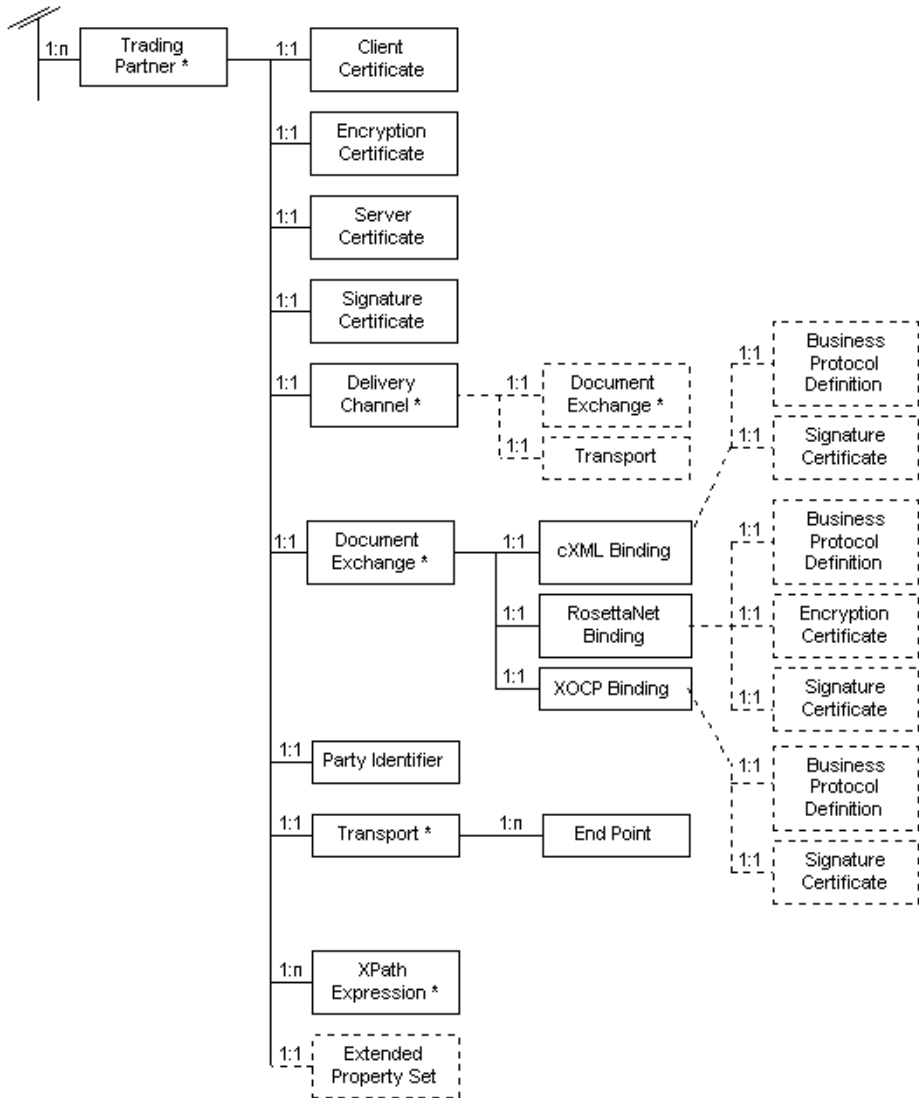 1:n
Trading
Partner *
1:1
Client
Certificate
1:1
Encryption
Certificate
1:1
Server
Certificate
1:1
Signature
Certificate
1:1
Delivery
Channel *
1:1
Document
Exchange *
1:1
Transport
1:1
Business
Protocol
Definition
1:1
Signature
Certificate
1:1
Document
Exchange *
1:1
cXML Binding
1:1
RosettaNet
Binding
1:1
XOCP Binding
1:1
Business
Protocol
Definition
1:1
Encryption
Certificate
1:1
Signature
Certificate
1:1
Business
Protocol
Definition
1:1
Signature
Certificate
1:1
Party Identifier
1:1
Transport *
1:n
End Point
1:n
XPath
Expression *
1:1
Extended
Property Set